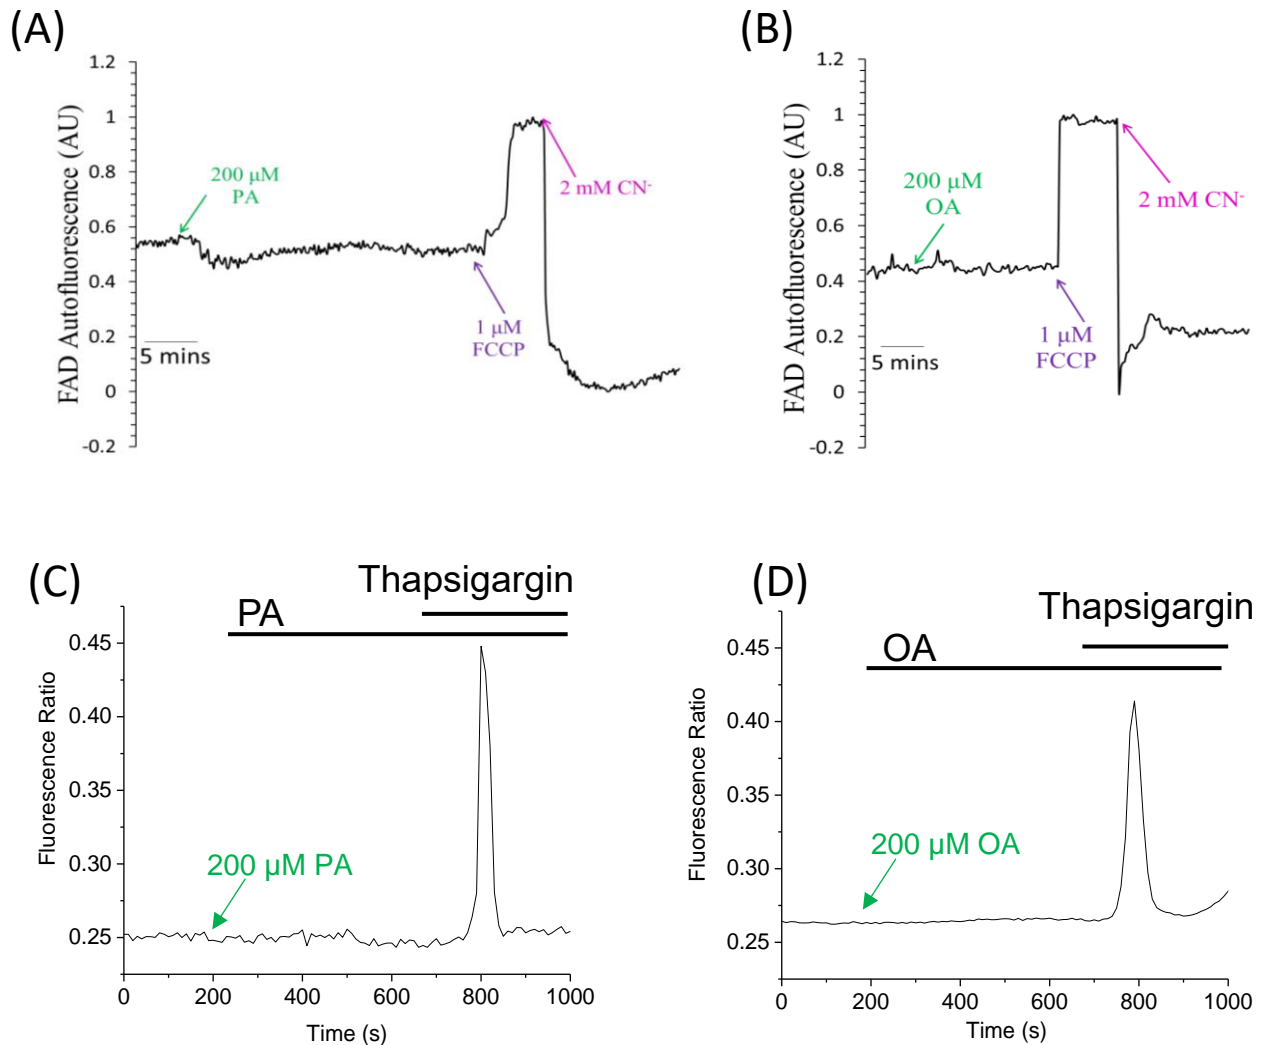 (A)
1.2
1
0.8
0.6
0.4
0.2
0
-0.2
FAD Autofluorescence (AU)
200 µM
PA
2 mM CN-
1 µM
FCCP
5 mins
(B)
1.2
1
0.8
0.6
0.4
0.2
0
-0.2
FAD Autofluorescence (AU)
200 µM
OA
2 mM CN-
1 µM
FCCP
5 mins
(C)
Thapsigargin
PA
0.45
0.40
0.35
0.30
0.25
Fluorescence Ratio
200 µM PA
0 200 400 600 800 1000
Time (s)
(D)
Thapsigargin
OA
0.45
0.40
0.35
0.30
0.25
Fluorescence Ratio
200 µM OA
0 200 400 600 800 1000
Time (s)